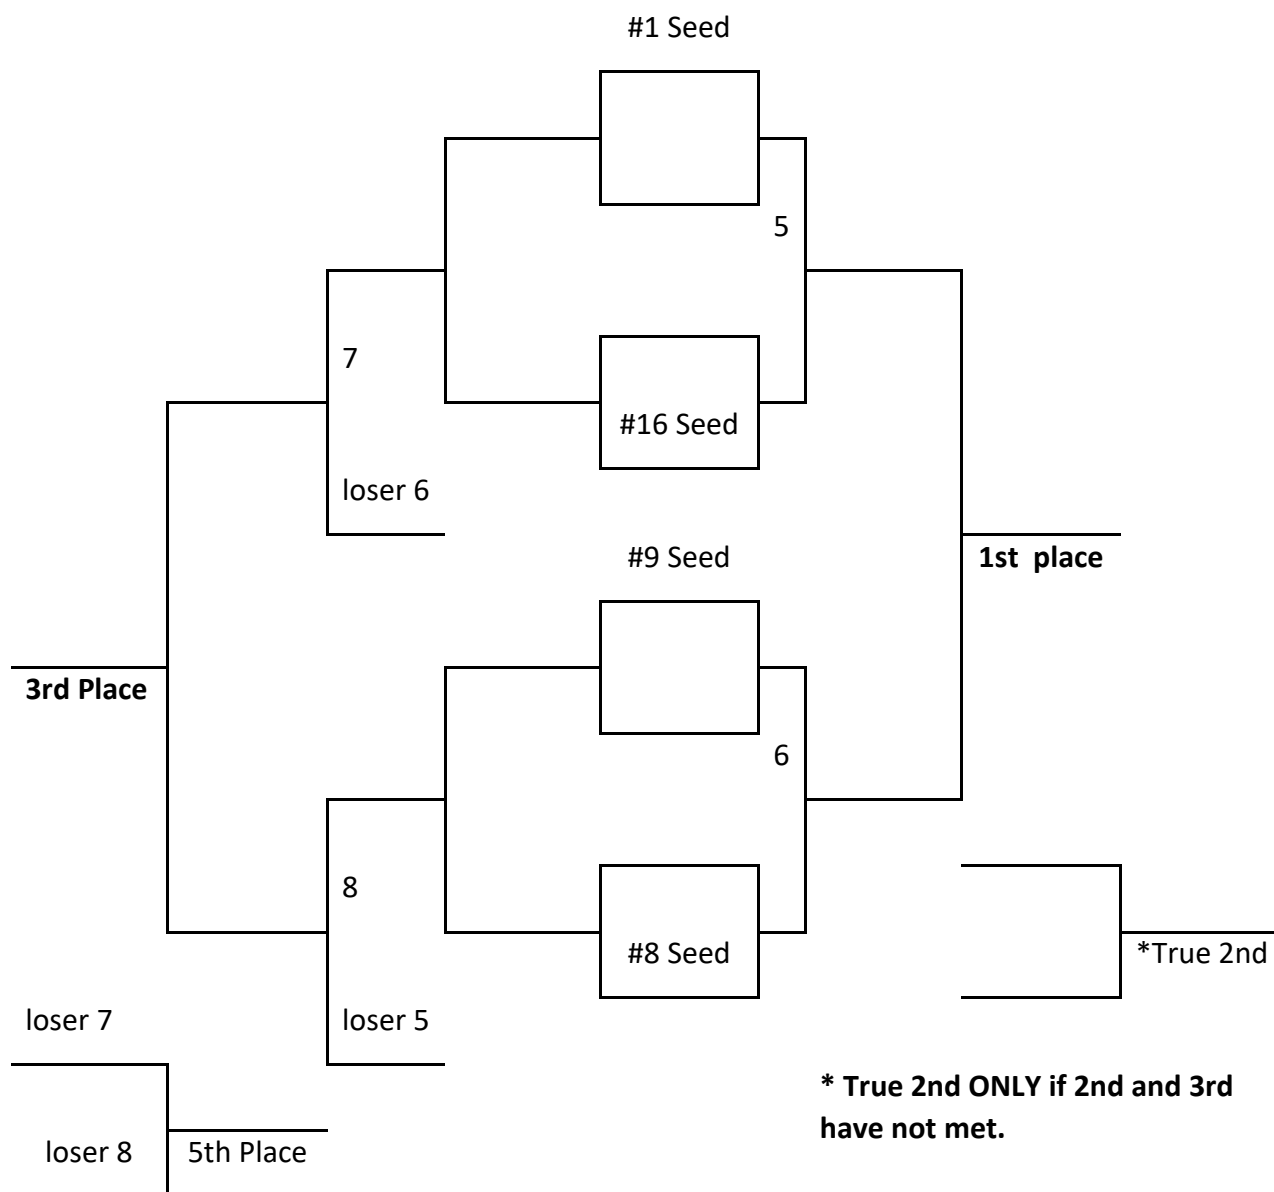 #1 Seed
5
7
#16 Seed
loser 6
#9 Seed
1st  place
3rd Place
6
8
#8 Seed
*True 2nd
loser 7
loser 5
* True 2nd ONLY if 2nd and 3rd
have not met.
loser 8
5th Place